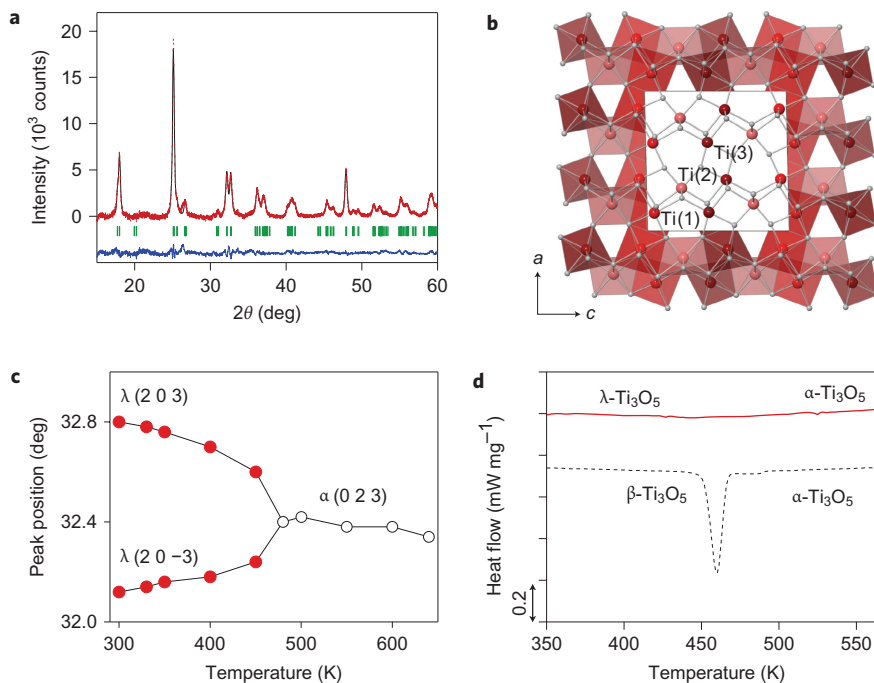 a
20
15
10
5
0
Intensity (10³ counts)
20
30
40
50
60
2θ (deg)
b
Ti(3)
Ti(2)
Ti(1)
a
c
c
λ (2 0 3)
32.8
α (0 2 3)
32.4
λ (2 0 −3)
32.0
Peak position (deg)
300
400
500
600
Temperature (K)
d
λ-Ti₃O₅
α-Ti₃O₅
β-Ti₃O₅
α-Ti₃O₅
Heat flow (mW mg⁻¹)
0.2
350
400
450
500
550
Temperature (K)